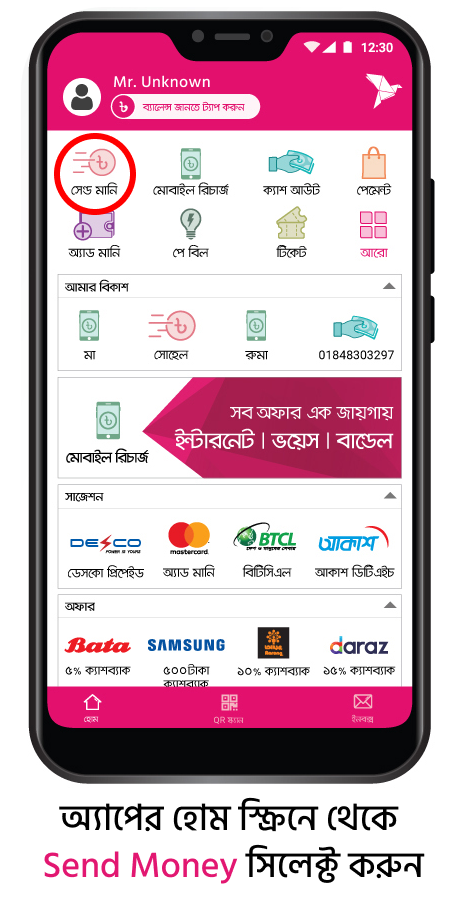 12:30
Mr. Unknown
৳ ব্যালেন্স জানতে ট্যাপ করুন
সেন্ড মানি মোবাইল রিচার্জ ক্যাশ আউট পেমেন্ট
অ্যাড মানি পে বিল টিকেট আরো
আমার বিকাশ
মা সোহেল রুমা 01848303297
সব অফার এক জায়গায়
ইন্টারনেট | ভয়েস | বান্ডেল
মোবাইল রিচার্জ
সাজেশন
DESCO mastercard BTCL আকাশ
POWER IS YOURS
ডেসকো প্রিপেইড অ্যাড মানি বিটিসিএল আকাশ ডিটিএইচ
অফার
Bata SAMSUNG daraz
৫% ক্যাশব্যাক ৫০০ টাকা ১০% ক্যাশব্যাক ১৫% ক্যাশব্যাক
ক্যাশব্যাক
হোম QR স্ক্যান ইনবক্স
অ্যাপের হোম স্ক্রিনে থেকে
Send Money সিলেক্ট করুন